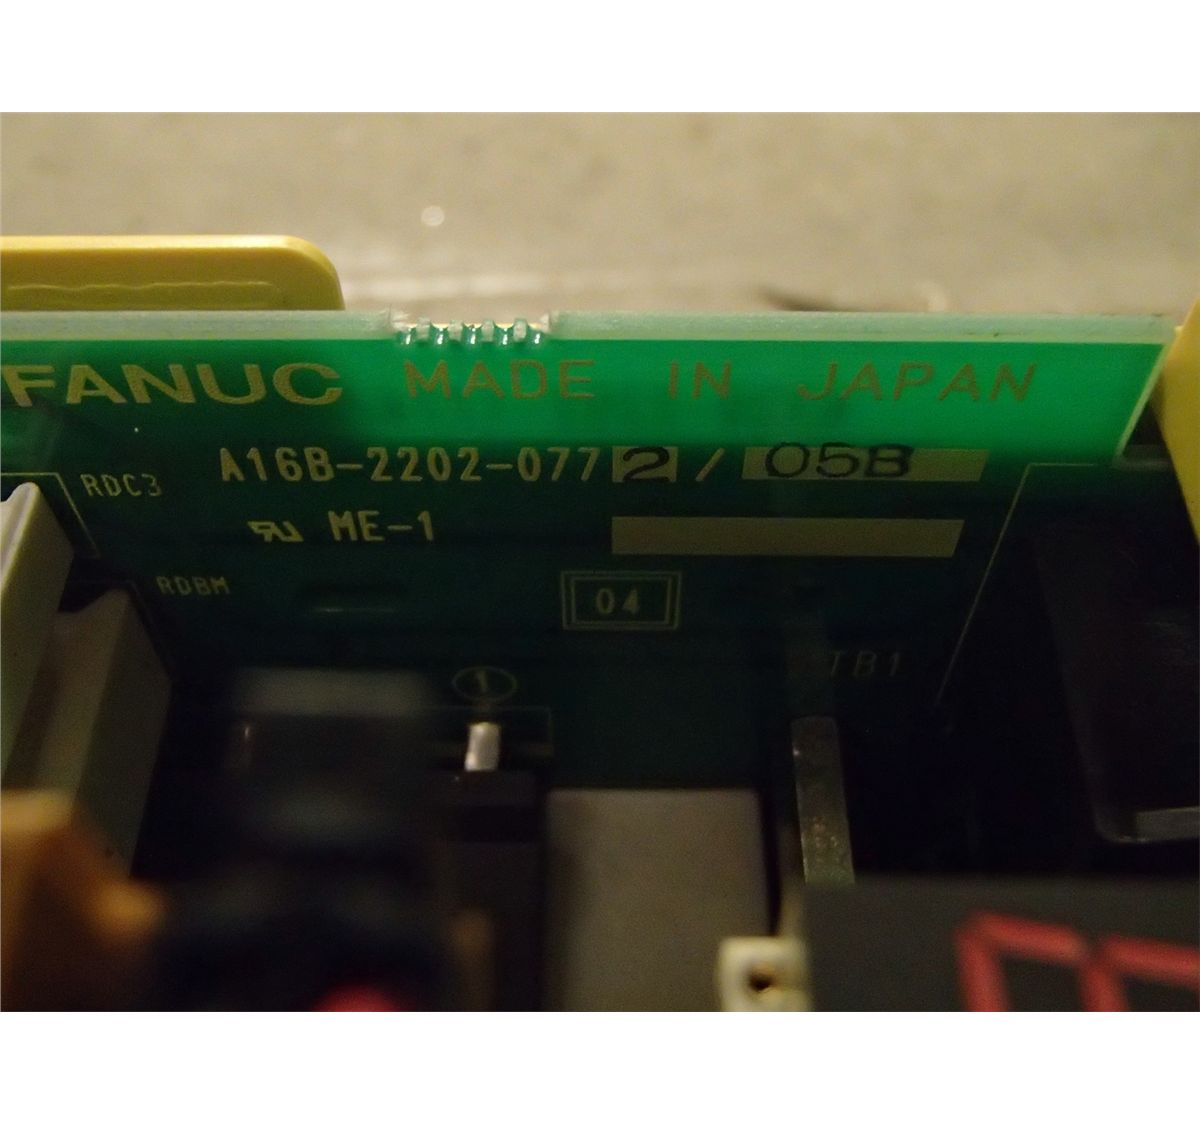 FANUC MADE IN JAPAN
A16B-2202-0772/05B
RDC3
ME-1
RDBM
04
1
TB1